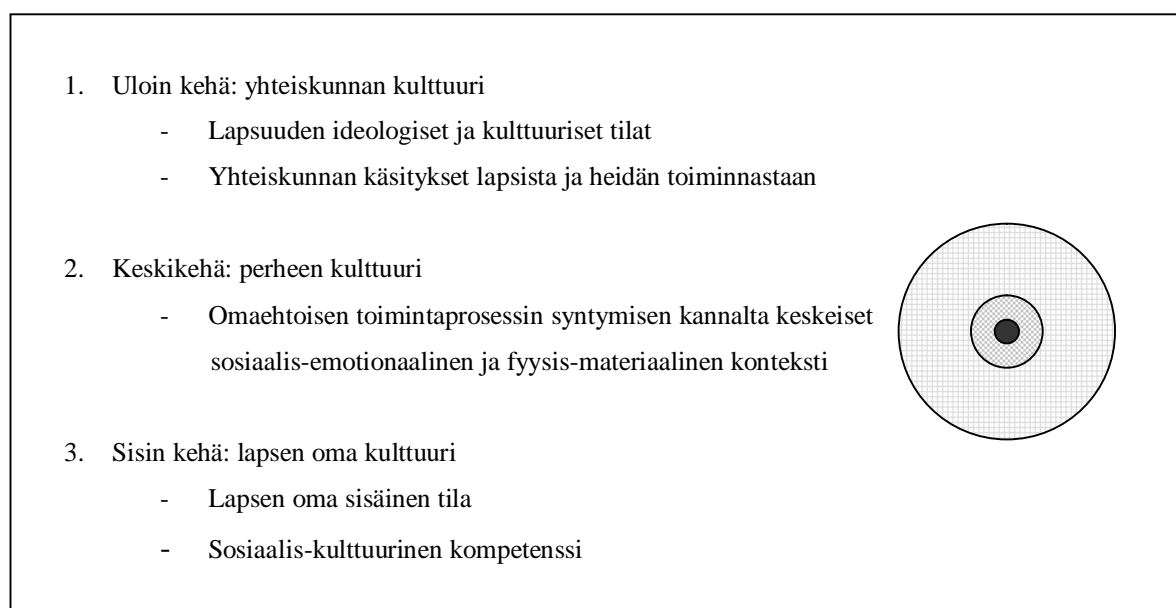 1. Uloin kehä: yhteiskunnan kulttuuri
- Lapsuuden ideologiset ja kulttuuriset tilat
- Yhteiskunnan käsitykset lapsista ja heidän toiminnastaan
2. Keskikehä: perheen kulttuuri
- Omaehtoisen toimintaprosessin syntymisen kannalta keskeiset
sosiaalis-emotionaalinen ja fyysis-materiaalinen konteksti
3. Sisin kehä: lapsen oma kulttuuri
- Lapsen oma sisäinen tila
- Sosiaalis-kulttuurinen kompetenssi